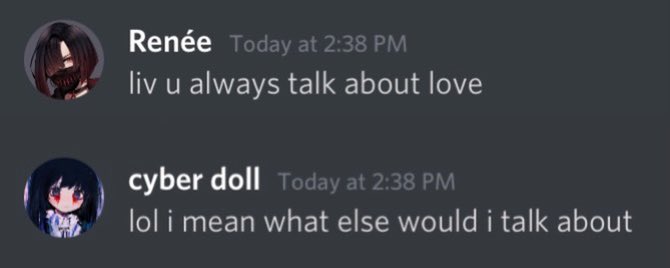 Renée Today at 2:38 PM
liv u always talk about love
cyber doll Today at 2:38 PM
lol i mean what else would i talk about